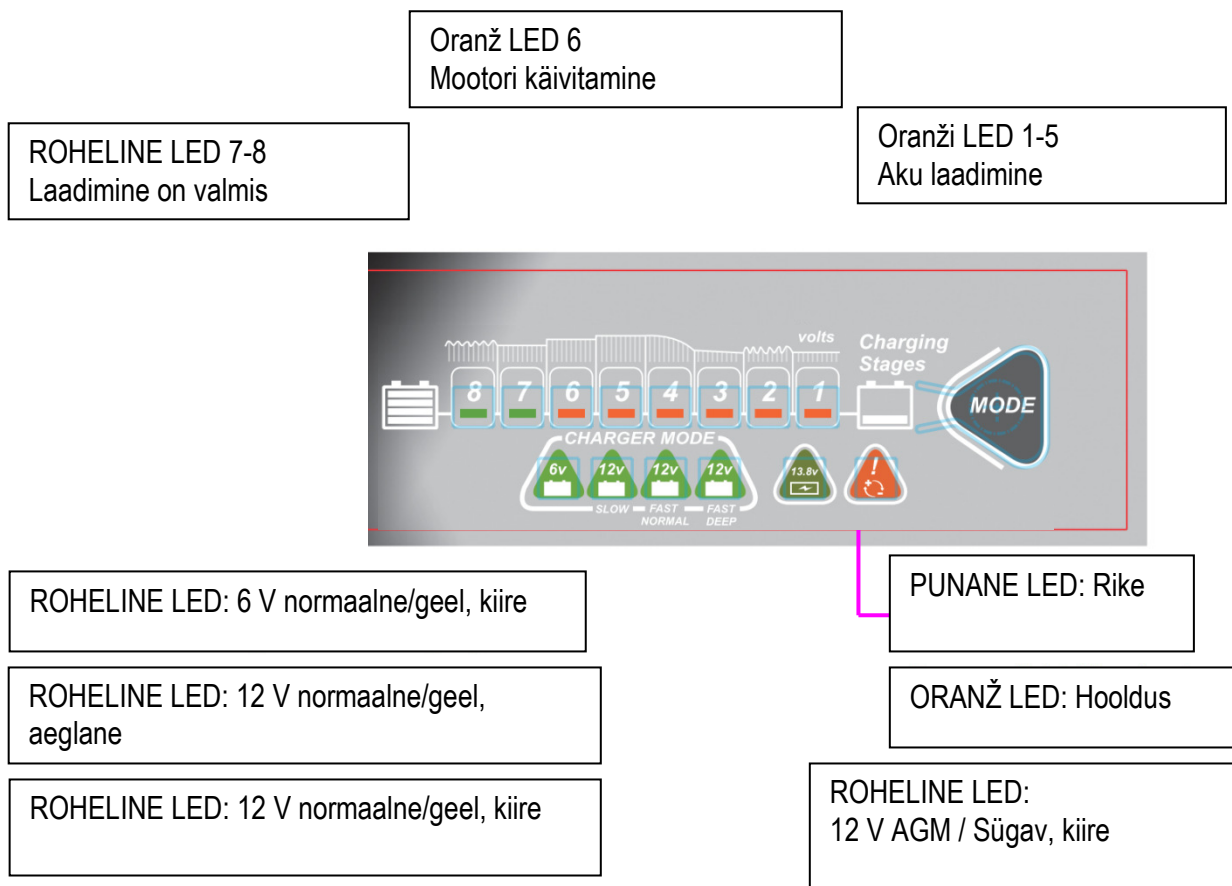 Oranž LED 6
Mootori käivitamine
ROHELINE LED 7-8
Laadimine on valmis
Oranži LED 1-5
Aku laadimine
volts
Charging
Stages
8 7 6 5 4 3 2 1
MODE
CHARGER MODE
6v 12v 12v 12v 13.8v !
SLOW FAST FAST
NORMAL DEEP
ROHELINE LED: 6 V normaalne/geel, kiire
PUNANE LED: Rike
ROHELINE LED: 12 V normaalne/geel,
aeglane
ORANŽ LED: Hooldus
ROHELINE LED: 12 V normaalne/geel, kiire
ROHELINE LED:
12 V AGM / Sügav, kiire